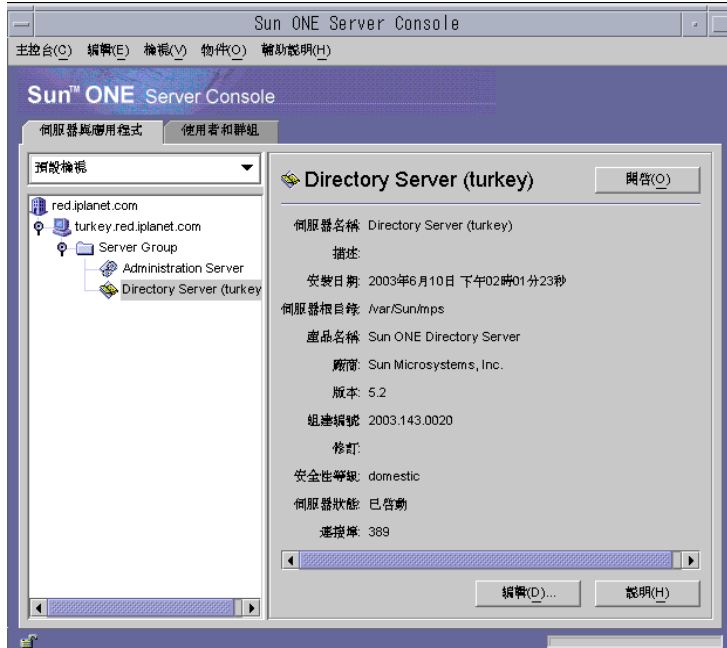 Sun ONE Server Console
主控台(C) 編輯(E) 檢視(V) 物件(O) 輔助說明(H)
Sun™ ONE Server Console
伺服器與應用程式 使用者和群組
預設檢視
red.iplanet.com
turkey.red.iplanet.com
Server Group
Administration Server
Directory Server (turkey
Directory Server (turkey)
開啟(O)
伺服器名稱: Directory Server (turkey)
描述:
安裝日期: 2003年6月10日 下午02時01分23秒
伺服器根目錄: /var/Sun/mps
產品名稱: Sun ONE Directory Server
廠商: Sun Microsystems, Inc.
版本: 5.2
組建編號: 2003.143.0020
修訂:
安全性等級: domestic
伺服器狀態: 已啟動
連接埠: 389
編輯(D)... 說明(H)